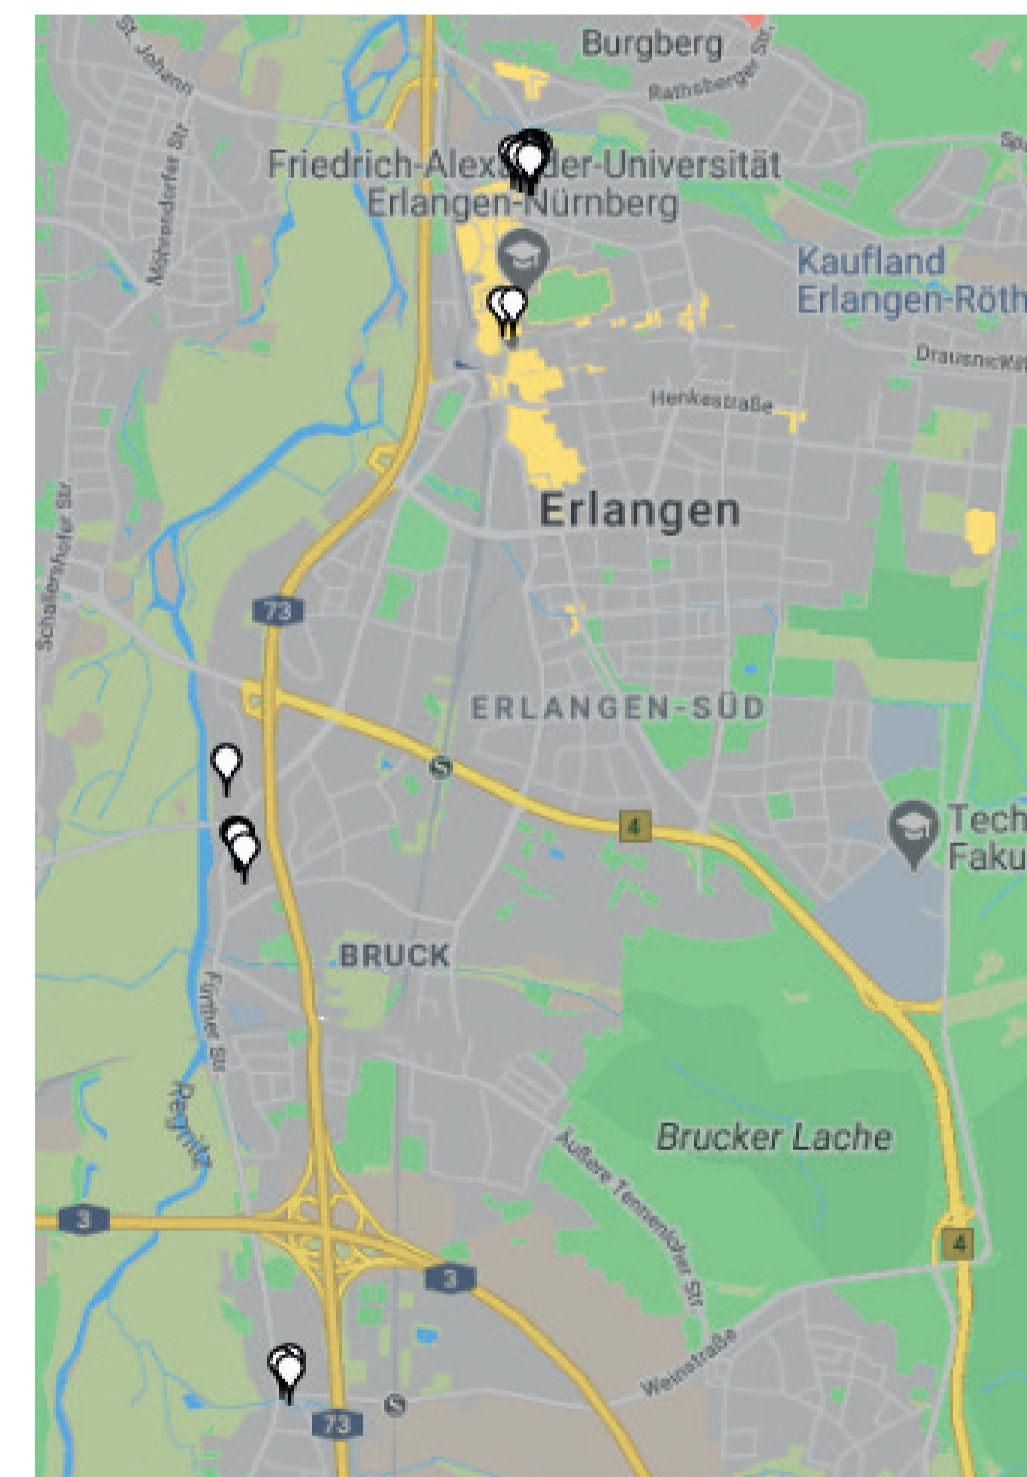 Burgberg
St. Johann
Rathsberger Str.
Möhrendorfer Str.
Friedrich-Alexander-Universität
Erlangen-Nürnberg
Kaufland
Erlangen-Röth
Henkestraße
Erlangen
Schallershofer Str.
73
ERLANGEN-SÜD
S
4
Tech
Faku
BRUCK
Fürther Str.
Regnitz
Brucker Lache
Äußere Tennenloher Str.
3
4
3
Weinstraße
S
73